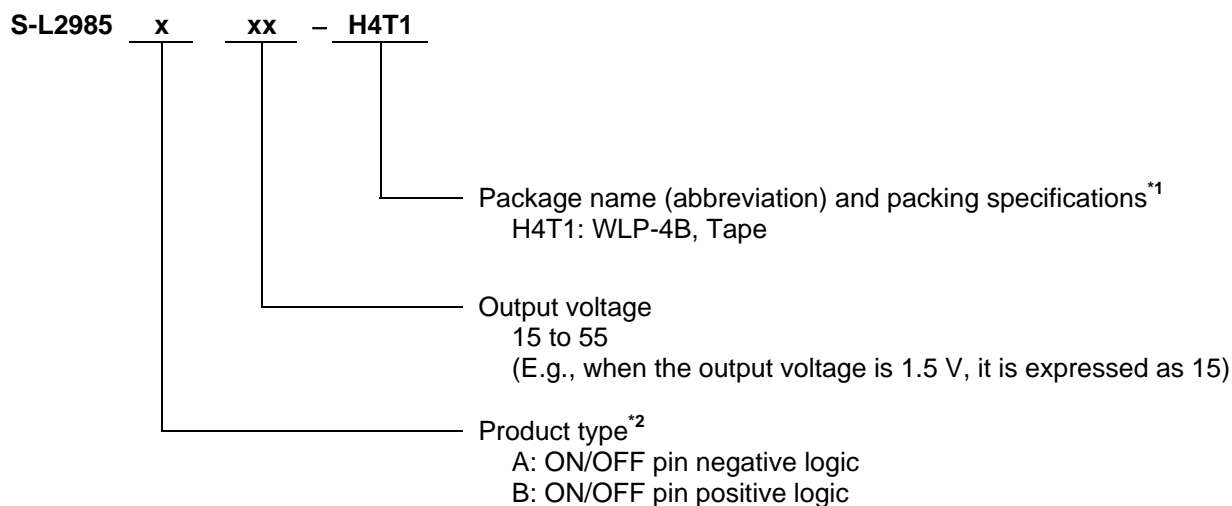 S-L2985 x xx – H4T1
Package name (abbreviation) and packing specifications*1
H4T1: WLP-4B, Tape
Output voltage
15 to 55
(E.g., when the output voltage is 1.5 V, it is expressed as 15)
Product type*2
A: ON/OFF pin negative logic
B: ON/OFF pin positive logic